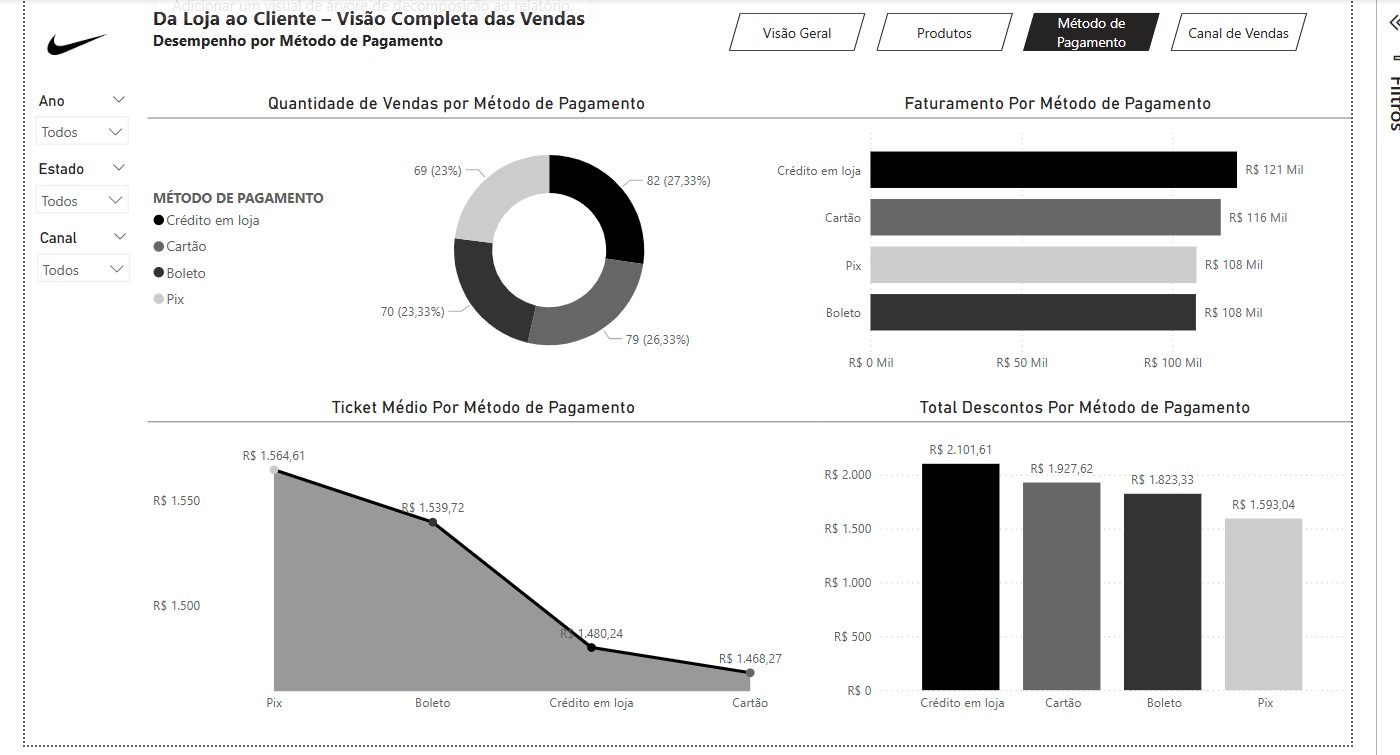 Adicionar um visual de árvore de decomposição ao relatório.
Da Loja ao Cliente – Visão Completa das Vendas
Desempenho por Método de Pagamento
Visão Geral
Produtos
Método de
Pagamento
Canal de Vendas
Filtros
Ano
Todos
Estado
Todos
Canal
Todos
Quantidade de Vendas por Método de Pagamento
MÉTODO DE PAGAMENTO
Crédito em loja
Cartão
Boleto
Pix
69 (23%)
82 (27,33%)
70 (23,33%)
79 (26,33%)
Faturamento Por Método de Pagamento
Crédito em loja
R$ 121 Mil
Cartão
R$ 116 Mil
Pix
R$ 108 Mil
Boleto
R$ 108 Mil
R$ 0 Mil
R$ 50 Mil
R$ 100 Mil
Ticket Médio Por Método de Pagamento
R$ 1.564,61
R$ 1.539,72
R$ 1.480,24
R$ 1.468,27
R$ 1.550
R$ 1.500
Pix
Boleto
Crédito em loja
Cartão
Total Descontos Por Método de Pagamento
R$ 2.101,61
R$ 1.927,62
R$ 1.823,33
R$ 1.593,04
R$ 2.000
R$ 1.500
R$ 1.000
R$ 500
R$ 0
Crédito em loja
Cartão
Boleto
Pix